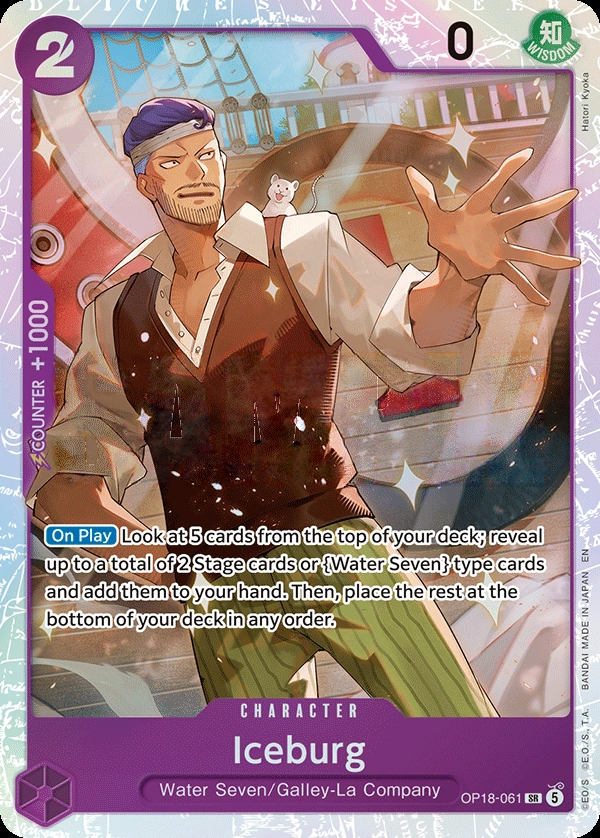 2
0
知
WISDOM
Hatori Kyoka
COUNTER +1000
On Play Look at 5 cards from the top of your deck; reveal
up to a total of 2 Stage cards or {Water Seven} type cards
and add them to your hand. Then, place the rest at the
bottom of your deck in any order.
CHARACTER
Iceburg
Water Seven/Galley-La Company
OP18-061 SR 5
©EO/S ©E.O./S., T.A. BANDAI MADE IN JAPAN EN